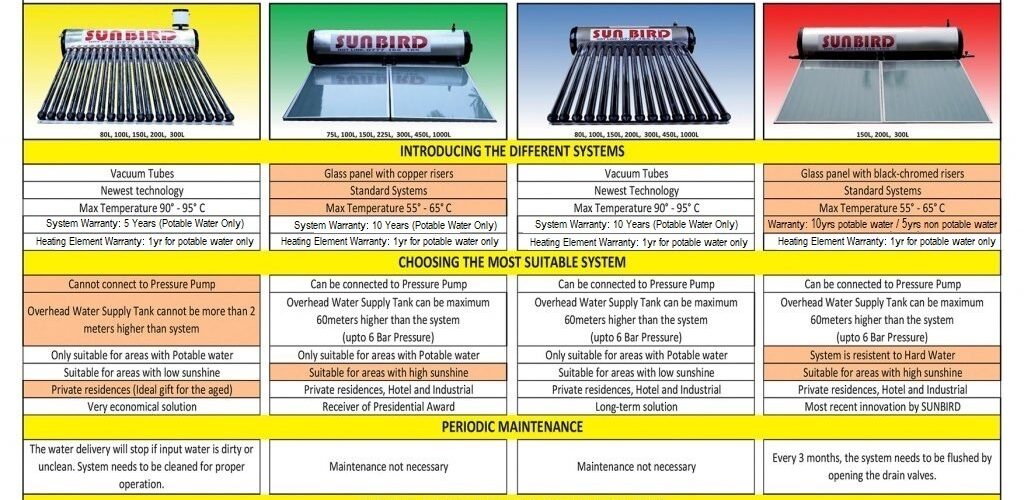 SUNBIRD
SUNBIRD
SUN BIRD
SUNBIRD
80L, 100L, 150L, 200L, 300L
75L, 100L, 150L, 225L, 300L, 450L, 1000L
80L, 100L, 150L, 200L, 300L, 450L, 1000L
150L, 200L, 300L
INTRODUCING THE DIFFERENT SYSTEMS
Vacuum Tubes
Newest technology
Max Temperature 90° - 95° C
System Warranty: 5 Years (Potable Water Only)
Heating Element Warranty: 1yr for potable water only
Glass panel with copper risers
Standard Systems
Max Temperature 55° - 65° C
System Warranty: 10 Years (Potable Water Only)
Heating Element Warranty: 1yr for potable water only
Vacuum Tubes
Newest technology
Max Temperature 90° - 95° C
System Warranty: 10 Years (Potable Water Only)
Heating Element Warranty: 1yr for potable water only
Glass panel with black-chromed risers
Standard Systems
Max Temperature 55° - 65° C
Warranty: 10yrs potable water / 5yrs non potable water
Heating Element Warranty: 1yr for potable water only
CHOOSING THE MOST SUITABLE SYSTEM
Cannot connect to Pressure Pump
Overhead Water Supply Tank cannot be more than 2
meters higher than system
Only suitable for areas with Potable water
Suitable for areas with low sunshine
Private residences (Ideal gift for the aged)
Very economical solution
Can be connected to Pressure Pump
Overhead Water Supply Tank can be maximum
60meters higher than the system
(upto 6 Bar Pressure)
Only suitable for areas with Potable water
Suitable for areas with high sunshine
Private residences, Hotel and Industrial
Receiver of Presidential Award
Can be connected to Pressure Pump
Overhead Water Supply Tank can be maximum
60meters higher than the system
(upto 6 Bar Pressure)
Only suitable for areas with Potable water
Suitable for areas with low sunshine
Private residences, Hotel and Industrial
Long-term solution
Can be connected to Pressure Pump
Overhead Water Supply Tank can be maximum
60meters higher than the system
(upto 6 Bar Pressure)
System is resistent to Hard Water
Suitable for areas with high sunshine
Private residences, Hotel and Industrial
Most recent innovation by SUNBIRD
PERIODIC MAINTENANCE
The water delivery will stop if input water is dirty or
unclean. System needs to be cleaned for proper
operation.
Maintenance not necessary
Maintenance not necessary
Every 3 months, the system needs to be flushed by
opening the drain valves.